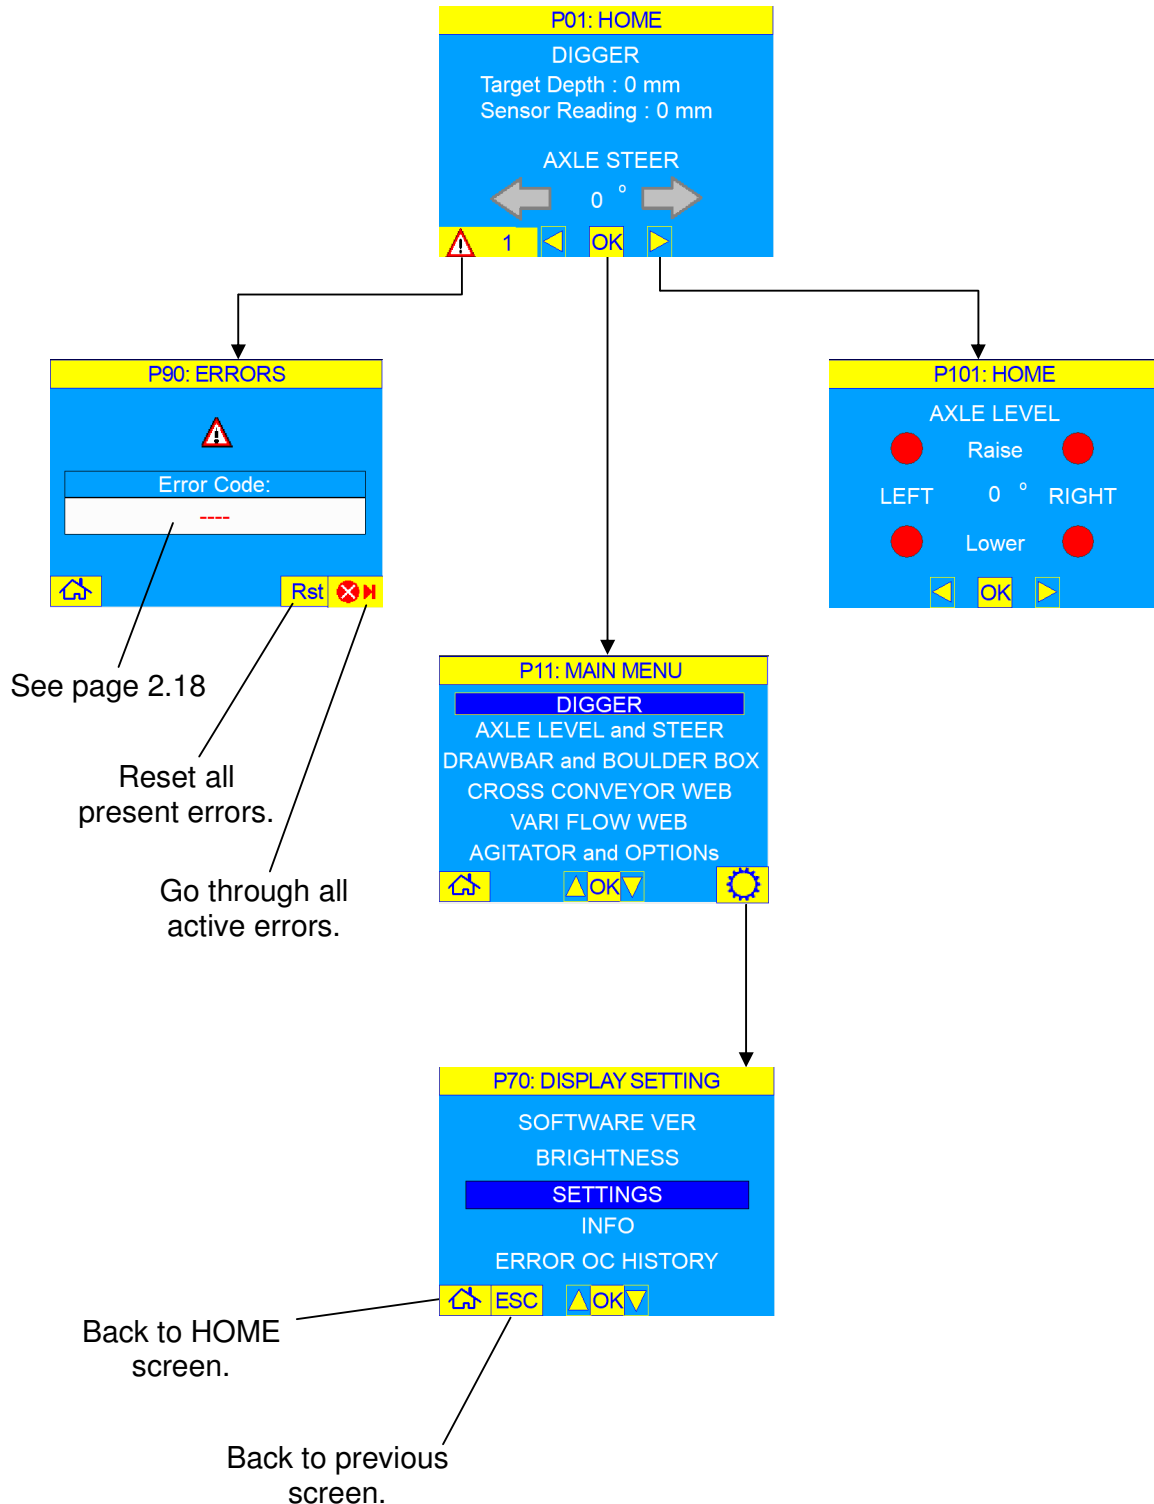 P01: HOME
DIGGER
Target Depth : 0 mm
Sensor Reading : 0 mm
AXLE STEER
0 °
1 OK
P90: ERRORS
Error Code:
----
Rst
See page 2.18
Reset all
present errors.
Go through all
active errors.
P101: HOME
AXLE LEVEL
Raise
LEFT 0 ° RIGHT
Lower
OK
P11: MAIN MENU
DIGGER
AXLE LEVEL and STEER
DRAWBAR and BOULDER BOX
CROSS CONVEYOR WEB
VARI FLOW WEB
AGITATOR and OPTIONs
OK
P70: DISPLAY SETTING
SOFTWARE VER
BRIGHTNESS
SETTINGS
INFO
ERROR OC HISTORY
ESC OK
Back to HOME
screen.
Back to previous
screen.